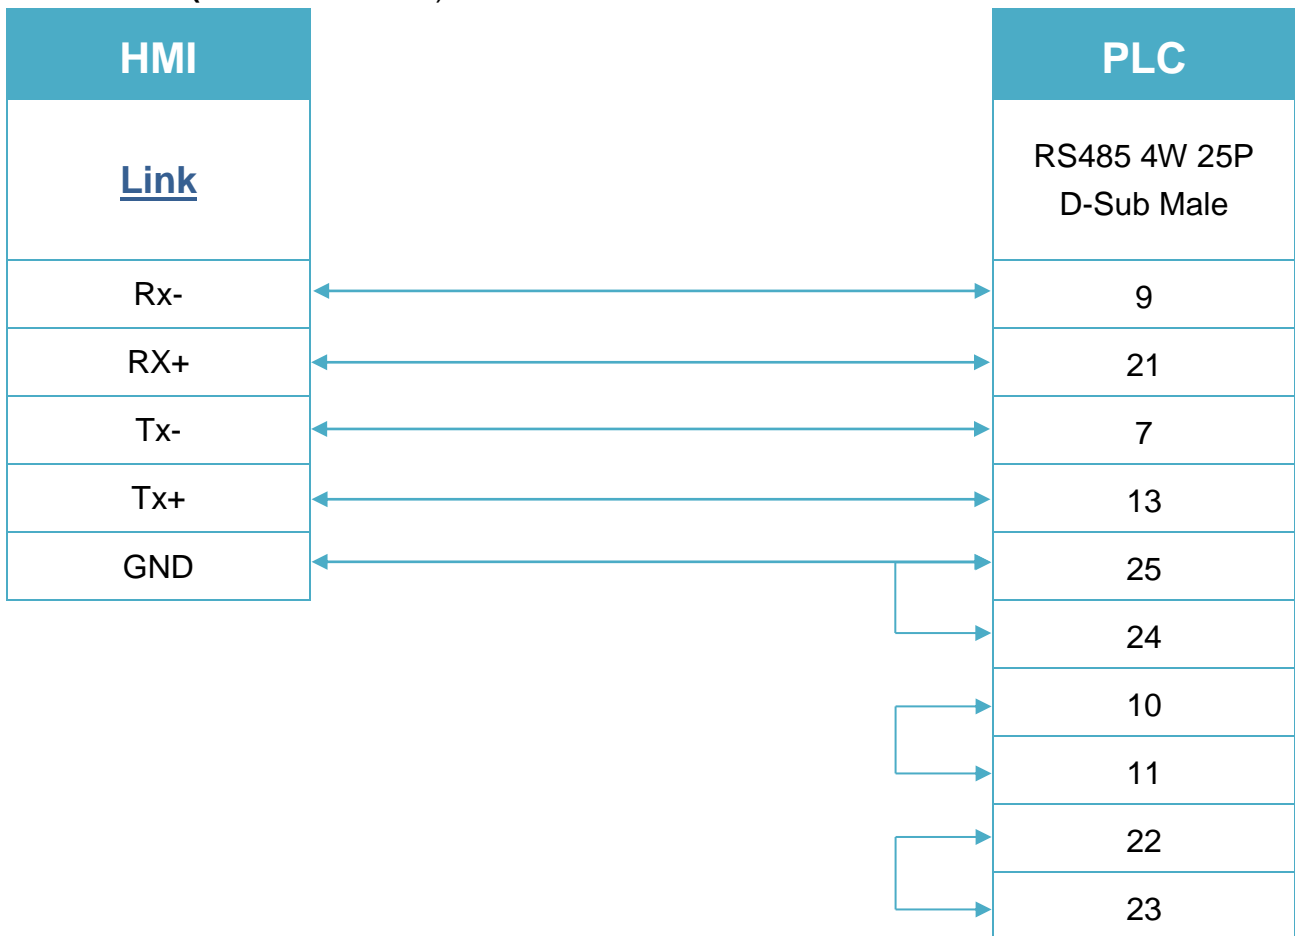 HMI
PLC
Link
RS485 4W 25P
D-Sub Male
Rx-
9
RX+
21
Tx-
7
Tx+
13
GND
25
24
10
11
22
23